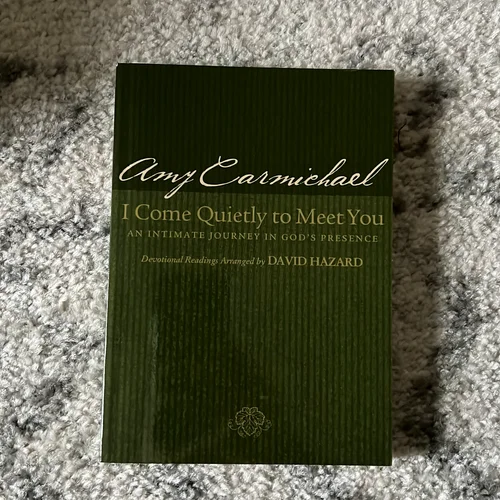 Amy Carmichael
I Come Quietly to Meet You
AN INTIMATE JOURNEY IN GOD'S PRESENCE
Devotional Readings Arranged by DAVID HAZARD